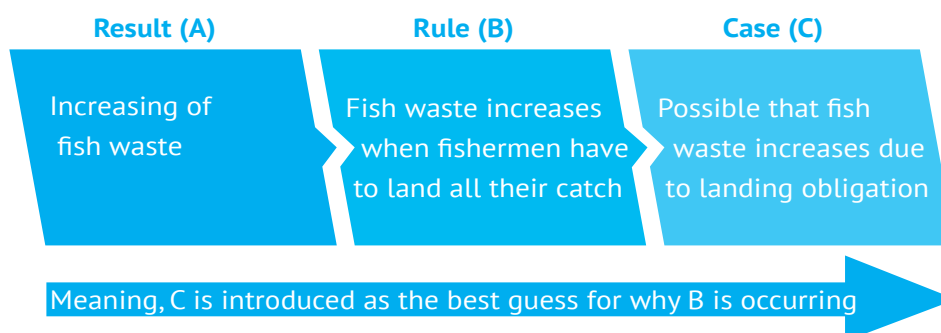 Result (A)
Rule (B)
Case (C)
Increasing of
fish waste
Fish waste increases
when fishermen have
to land all their catch
Possible that fish
waste increases due
to landing obligation
Meaning, C is introduced as the best guess for why B is occurring